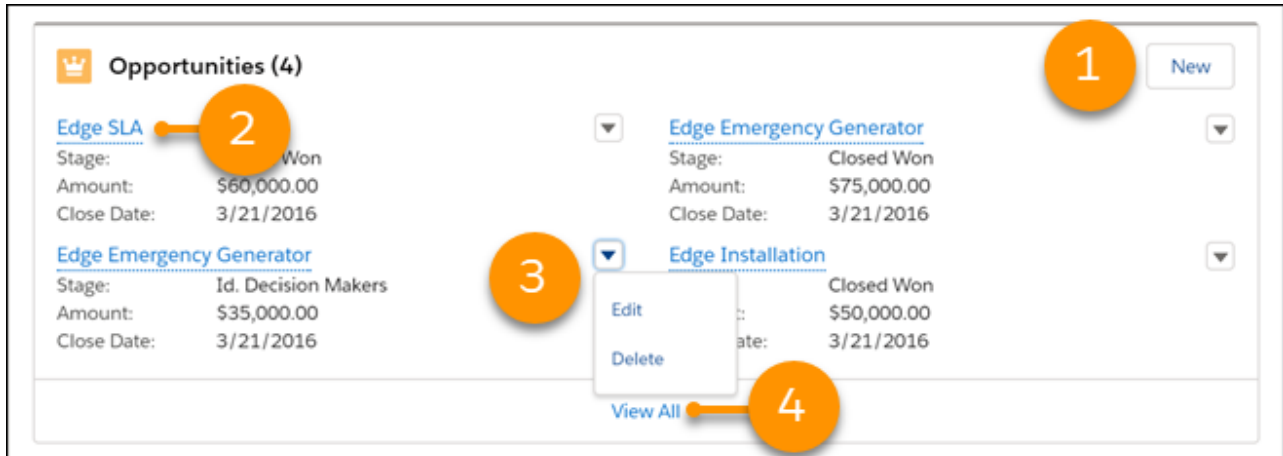 Opportunities (4)
1
New
Edge SLA
2
Stage: Won
Amount: $60,000.00
Close Date: 3/21/2016
Edge Emergency Generator
Stage: Closed Won
Amount: $75,000.00
Close Date: 3/21/2016
Edge Emergency Generator
Stage: Id. Decision Makers
Amount: $35,000.00
Close Date: 3/21/2016
3
Edit
Delete
Edge Installation
Closed Won
$50,000.00
ate: 3/21/2016
View All
4